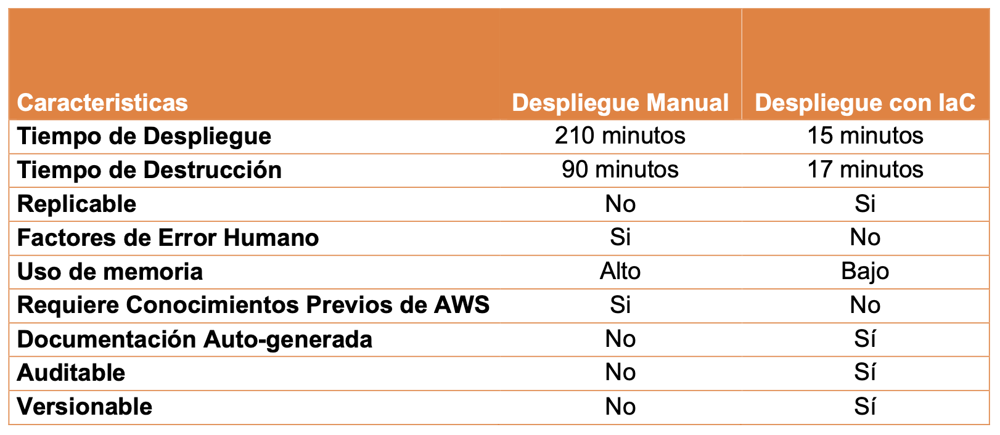 Caracteristicas Despliegue Manual Despliegue con IaC
Tiempo de Despliegue 210 minutos 15 minutos
Tiempo de Destrucción 90 minutos 17 minutos
Replicable No Si
Factores de Error Humano Si No
Uso de memoria Alto Bajo
Requiere Conocimientos Previos de AWS Si No
Documentación Auto-generada No Sí
Auditable No Sí
Versionable No Sí